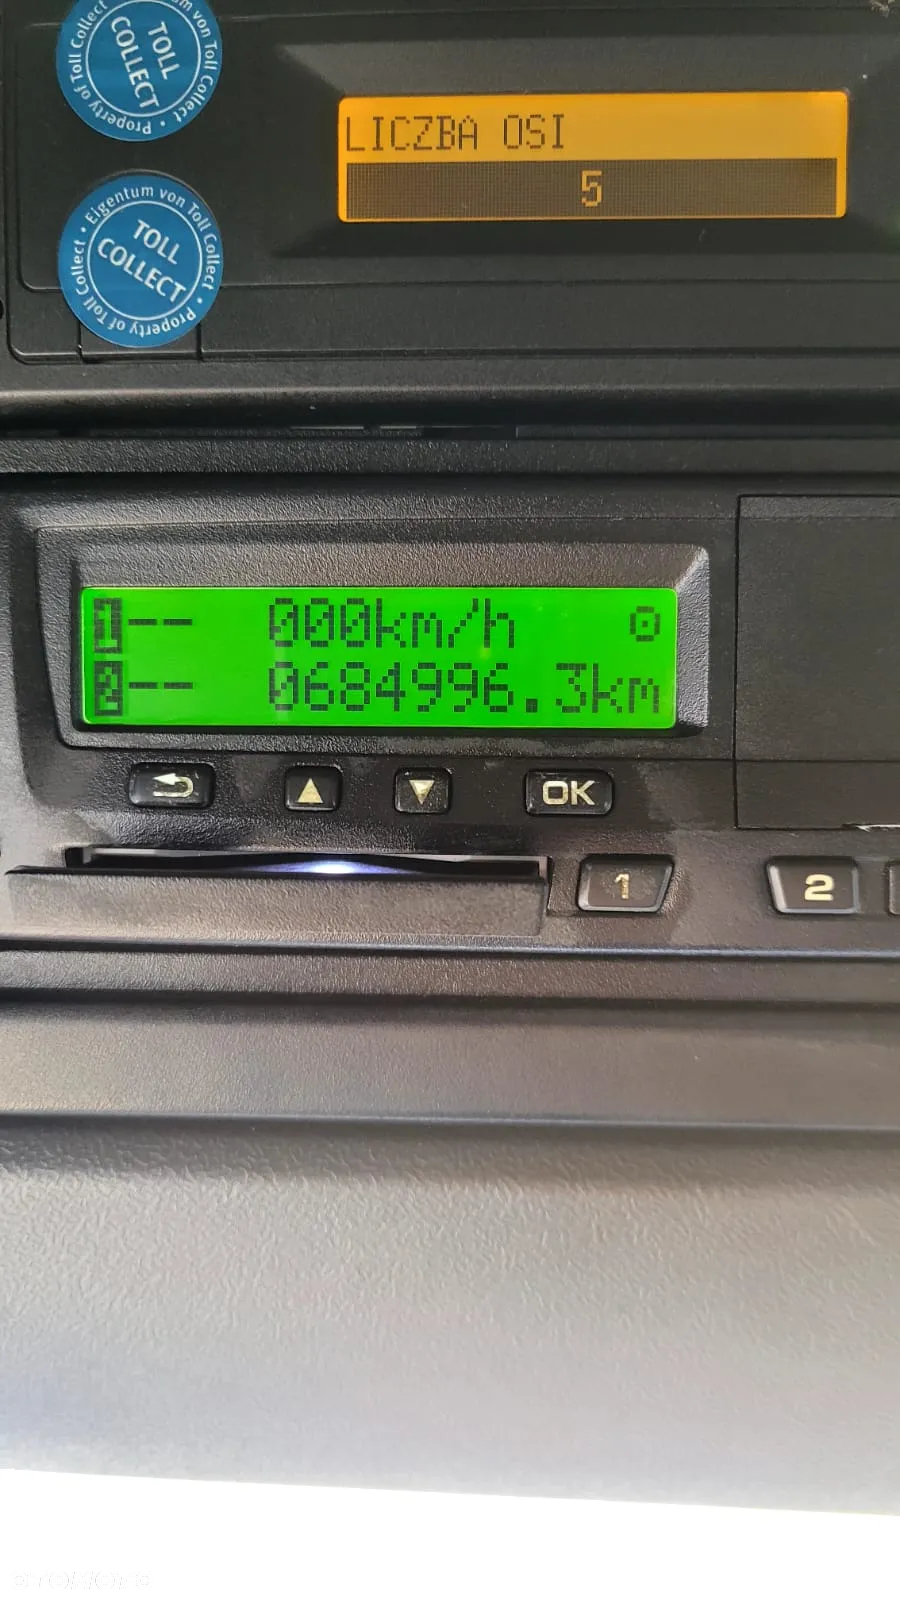 m von Toll Collect
TOLL
COLLECT
Property of Toll Collect •
LICZBA OSI
5
Eigentum von Toll Collect •
TOLL
COLLECT
Property of Toll Collect •
1-- 000km/h
2-- 0684996.3km
OK
1
2
otomoto